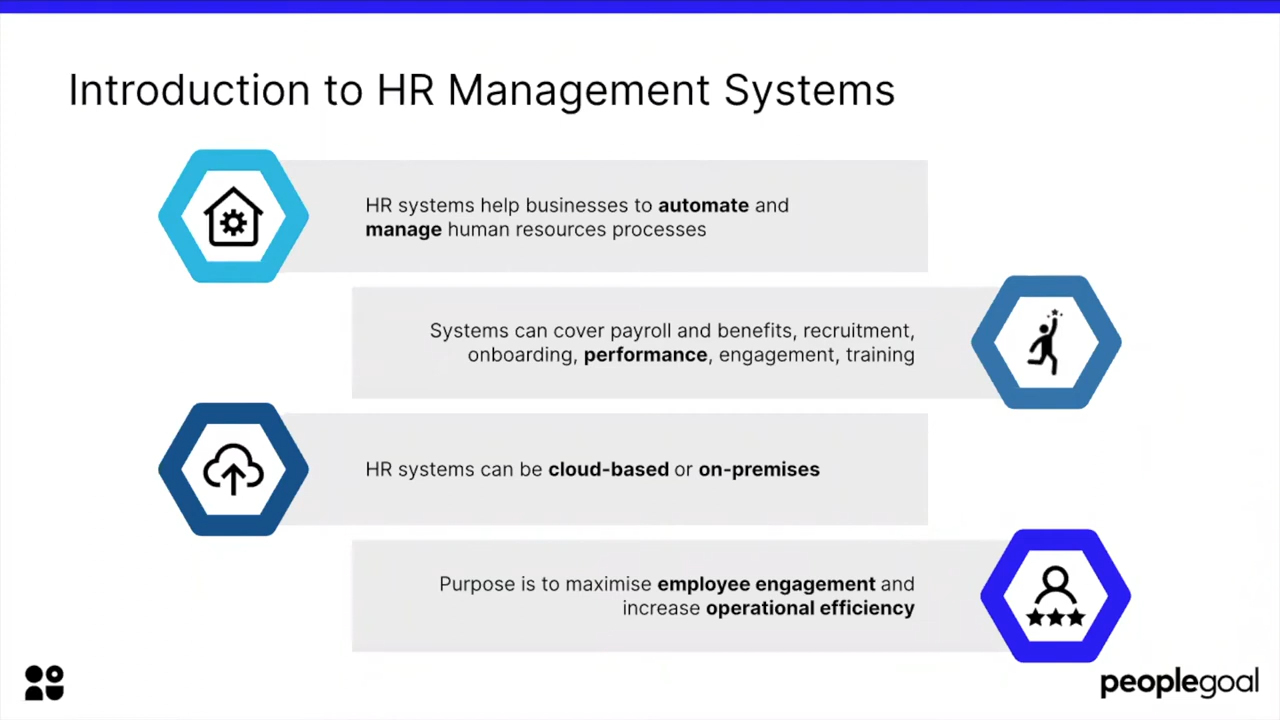 Introduction to HR Management Systems
HR systems help businesses to automate and
manage human resources processes
Systems can cover payroll and benefits, recruitment,
onboarding, performance, engagement, training
HR systems can be cloud-based or on-premises
Purpose is to maximise employee engagement and
increase operational efficiency
peoplegoal